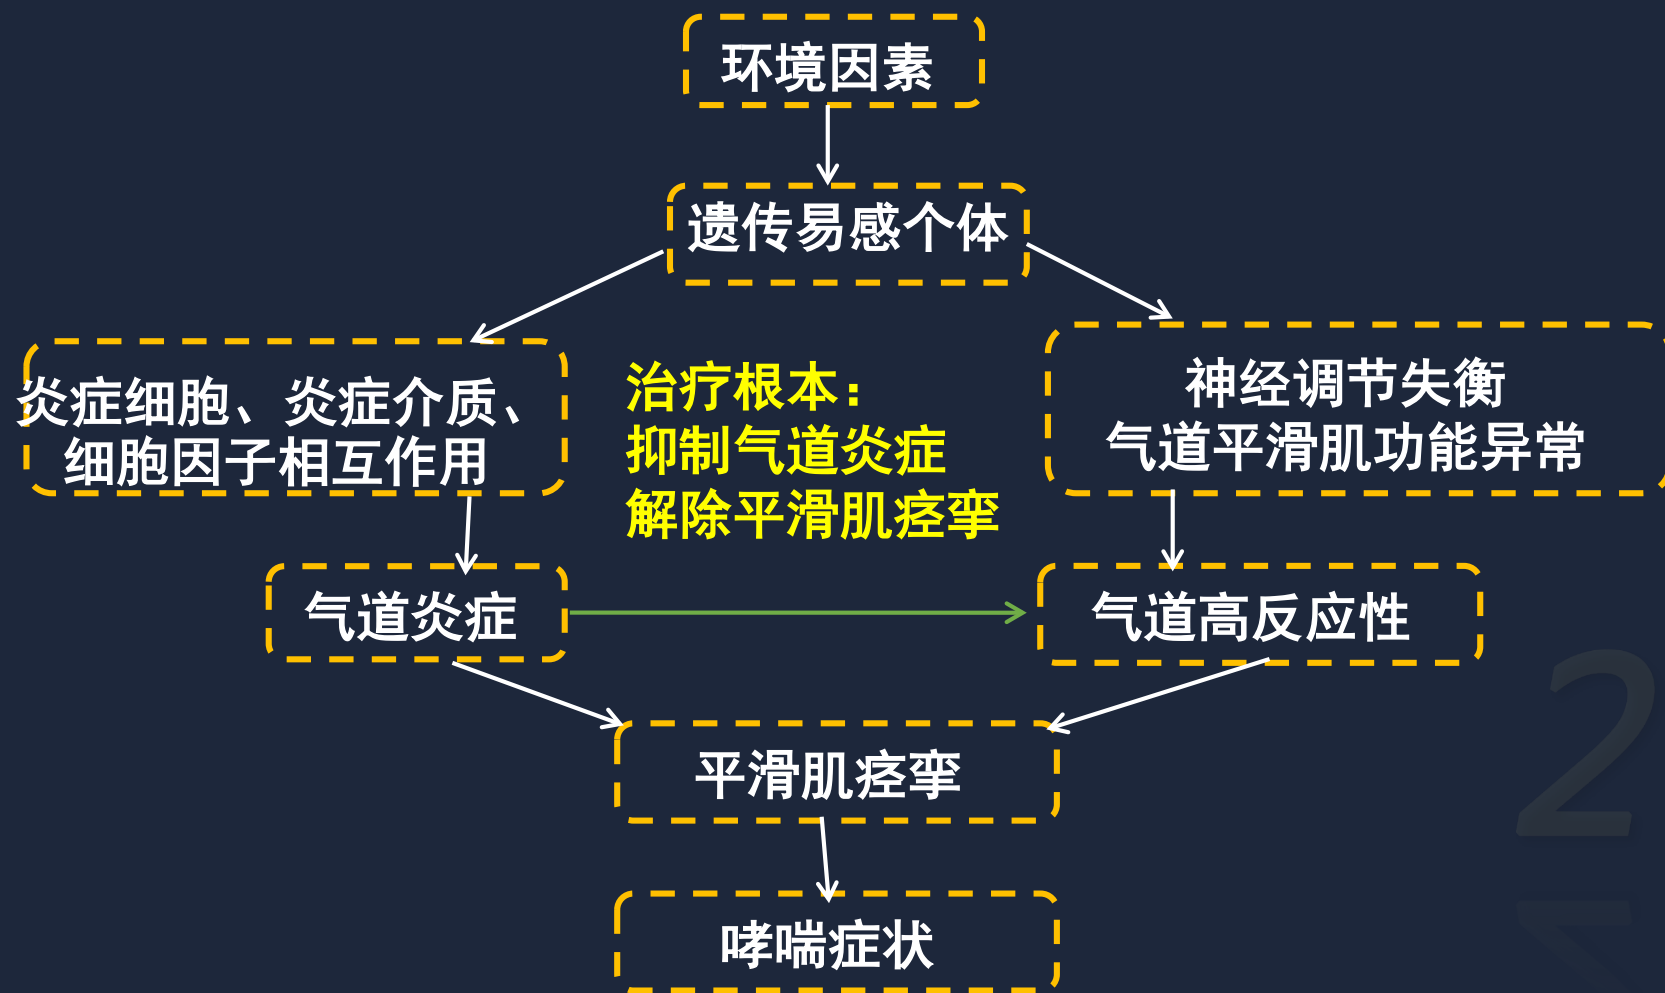 环境因素
遗传易感个体
炎症细胞、炎症介质、
细胞因子相互作用
治疗根本：
抑制气道炎症
解除平滑肌痉挛
神经调节失衡
气道平滑肌功能异常
气道炎症
气道高反应性
平滑肌痉挛
哮喘症状
2